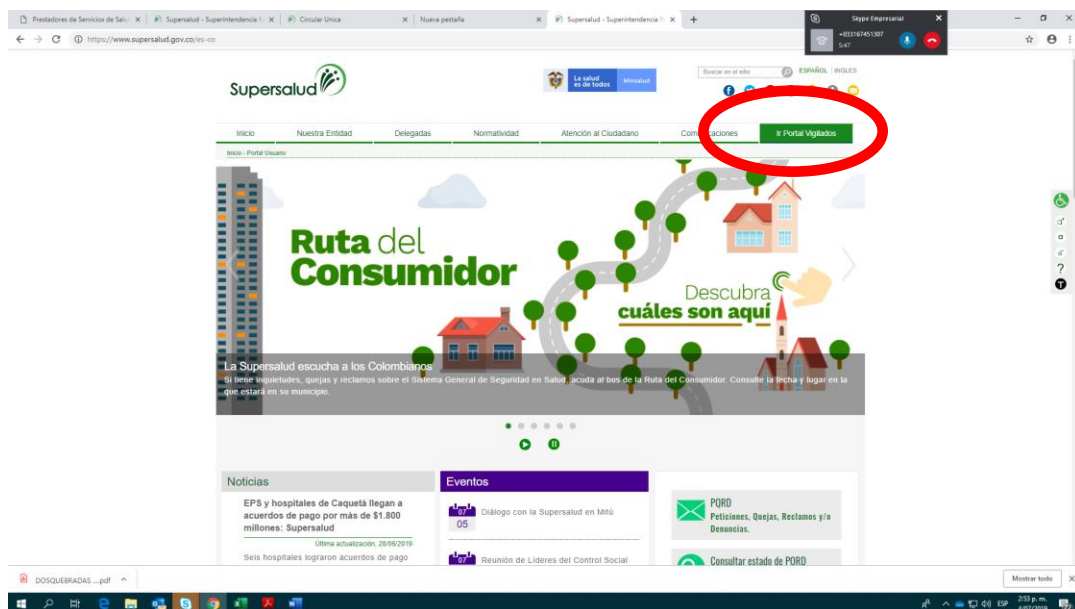 Prestadores de Servicios de Salu
Supersalud - Superintendencia
Circular Unica
Nueva pestaña
Supersalud - Superintendencia
Skype Empresarial
+033167451307
5:47
https://www.supersalud.gov.co/es-co
Supersalud
La salud
es de todos
Minsalud
Buscar en el sitio
ESPAÑOL | INGLES
Inicio
Nuestra Entidad
Delegadas
Normatividad
Atención al Ciudadano
Ir Portal Vigilados
Inicio - Portal Usuario
Ruta del
Consumidor
Descubra
cuáles son aquí
La Supersalud escucha a los Colombianos
Si tiene inquietudes, quejas y reclamos sobre el Sistema General de Seguridad en Salud, acuda al bus de la Ruta del Consumidor. Consulte la fecha y lugar en la
que estará en su municipio.
Noticias
EPS y hospitales de Caquetá llegan a
acuerdos de pago por más de $1.800
millones: Supersalud
Última actualización, 28/06/2019
Seis hospitales lograron acuerdos de pago
Eventos
07
05
Diálogo con la Supersalud en Mitú
07
Reunión de Líderes del Control Social
PQRD
Peticiones, Quejas, Reclamos y/o
Denuncias.
Consultar estado de PQRD
DOSQUEBRADAS ....pdf
Mostrar todo
ESP
2:53 p. m.